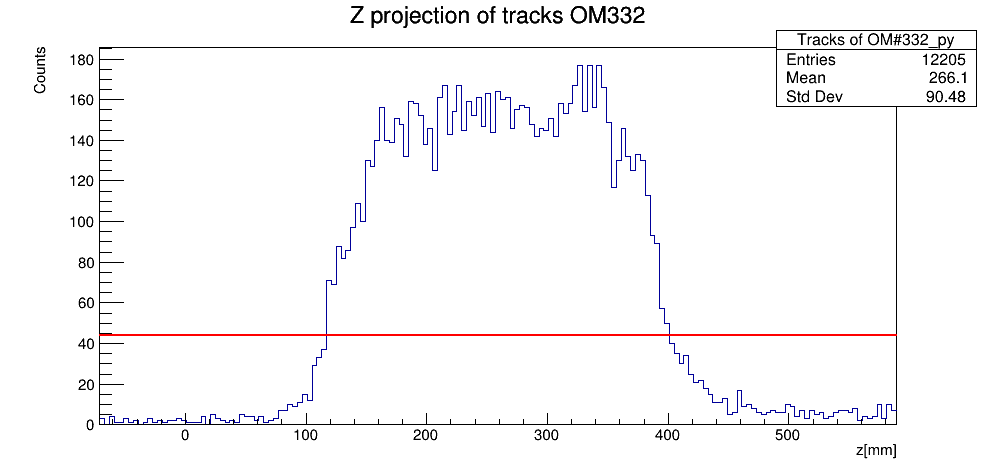 Z projection of tracks OM332
Tracks of OM#332_py
Entries 12205
Mean 266.1
Std Dev 90.48
Counts
180
160
140
120
100
80
60
40
20
0
0 100 200 300 400 500
z[mm]